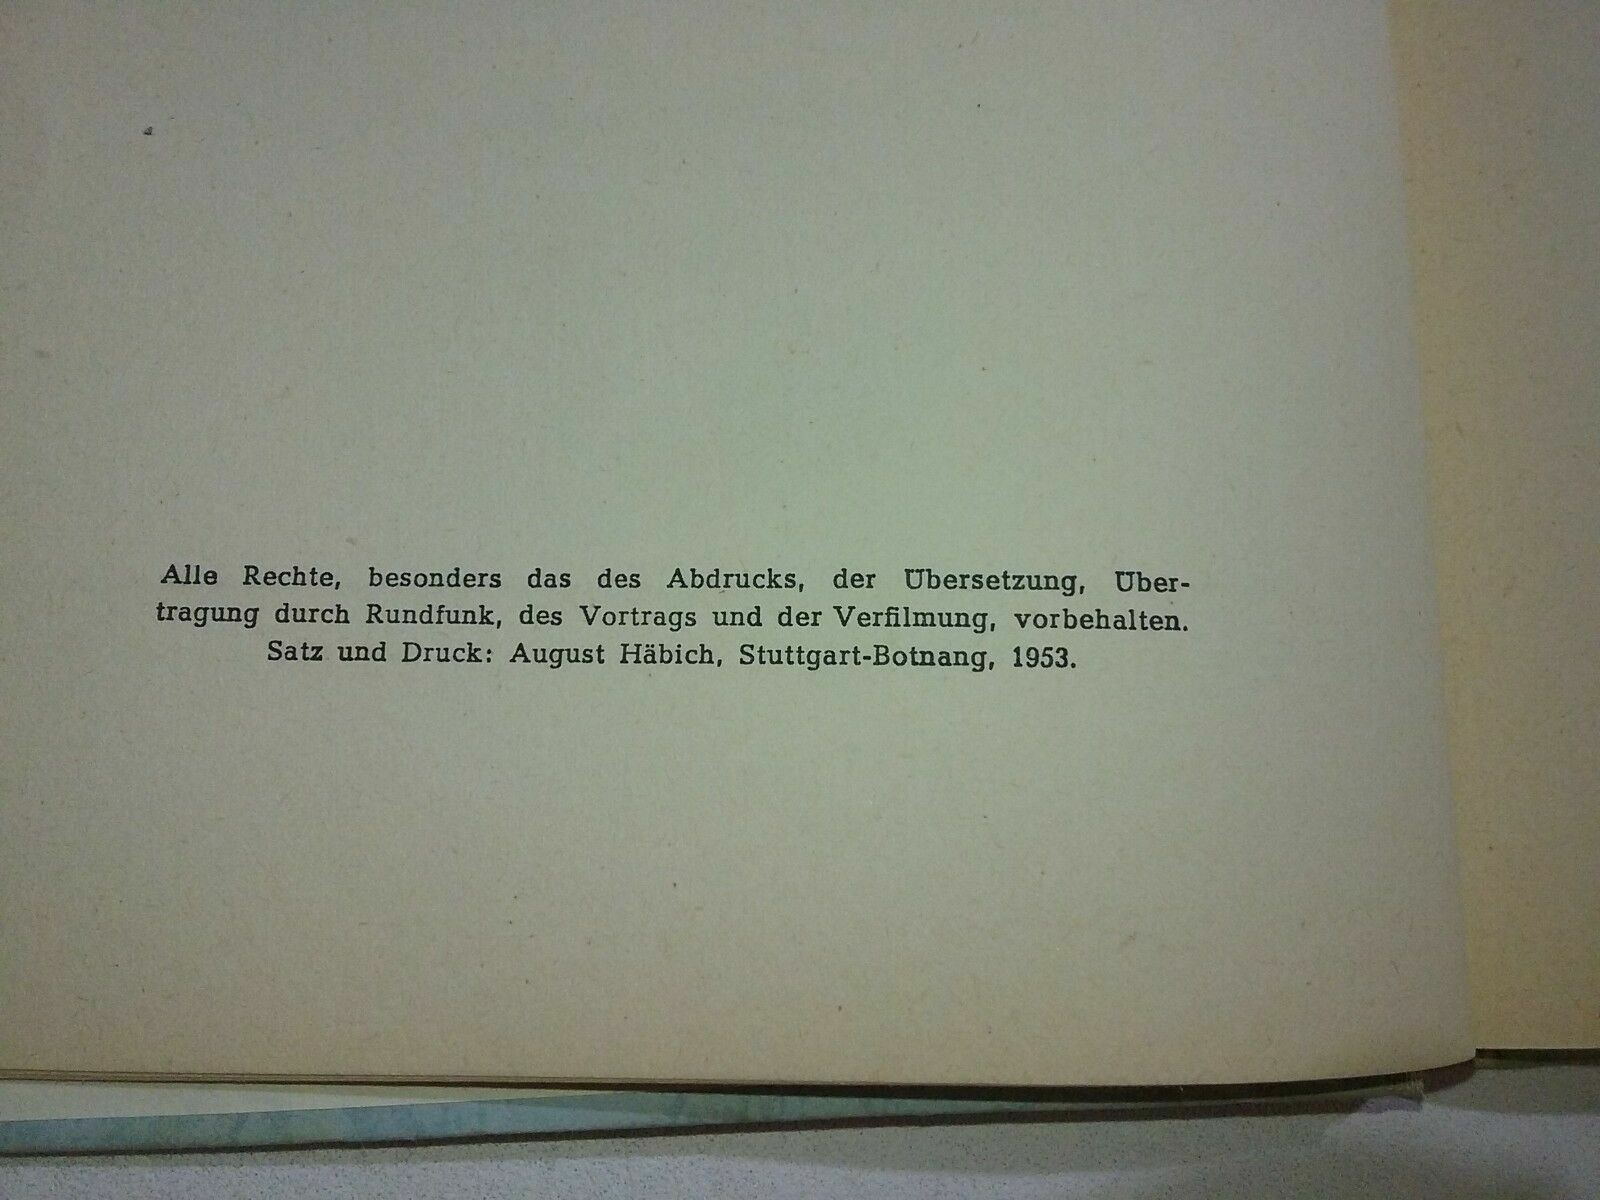 Alle Rechte, besonders das des Abdrucks, der Übersetzung, Über-
tragung durch Rundfunk, des Vortrags und der Verfilmung, vorbehalten.
Satz und Druck: August Häbich, Stuttgart-Botnang, 1953.